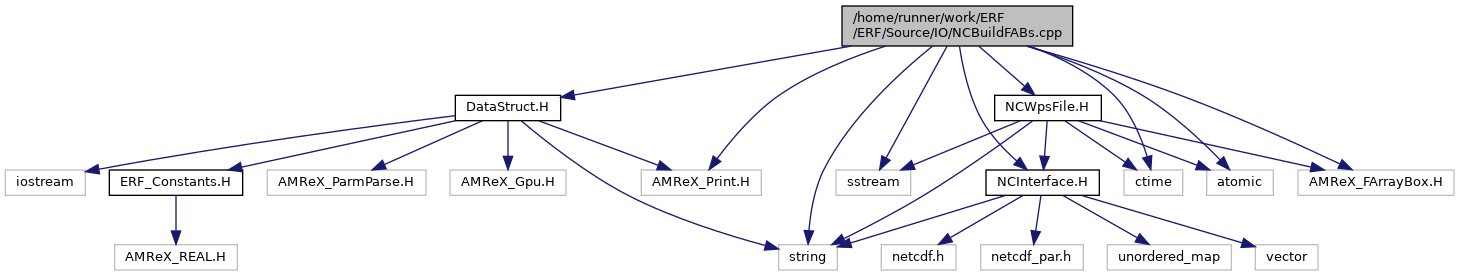 /home/runner/work/ERF
/ERF/Source/IO/NCBuildFABs.cpp
DataStruct.H
NCWpsFile.H
iostream
ERF_Constants.H
AMReX_ParmParse.H
AMReX_Gpu.H
AMReX_Print.H
sstream
NCInterface.H
ctime
atomic
AMReX_FArrayBox.H
AMReX_REAL.H
string
netcdf.h
netcdf_par.h
unordered_map
vector